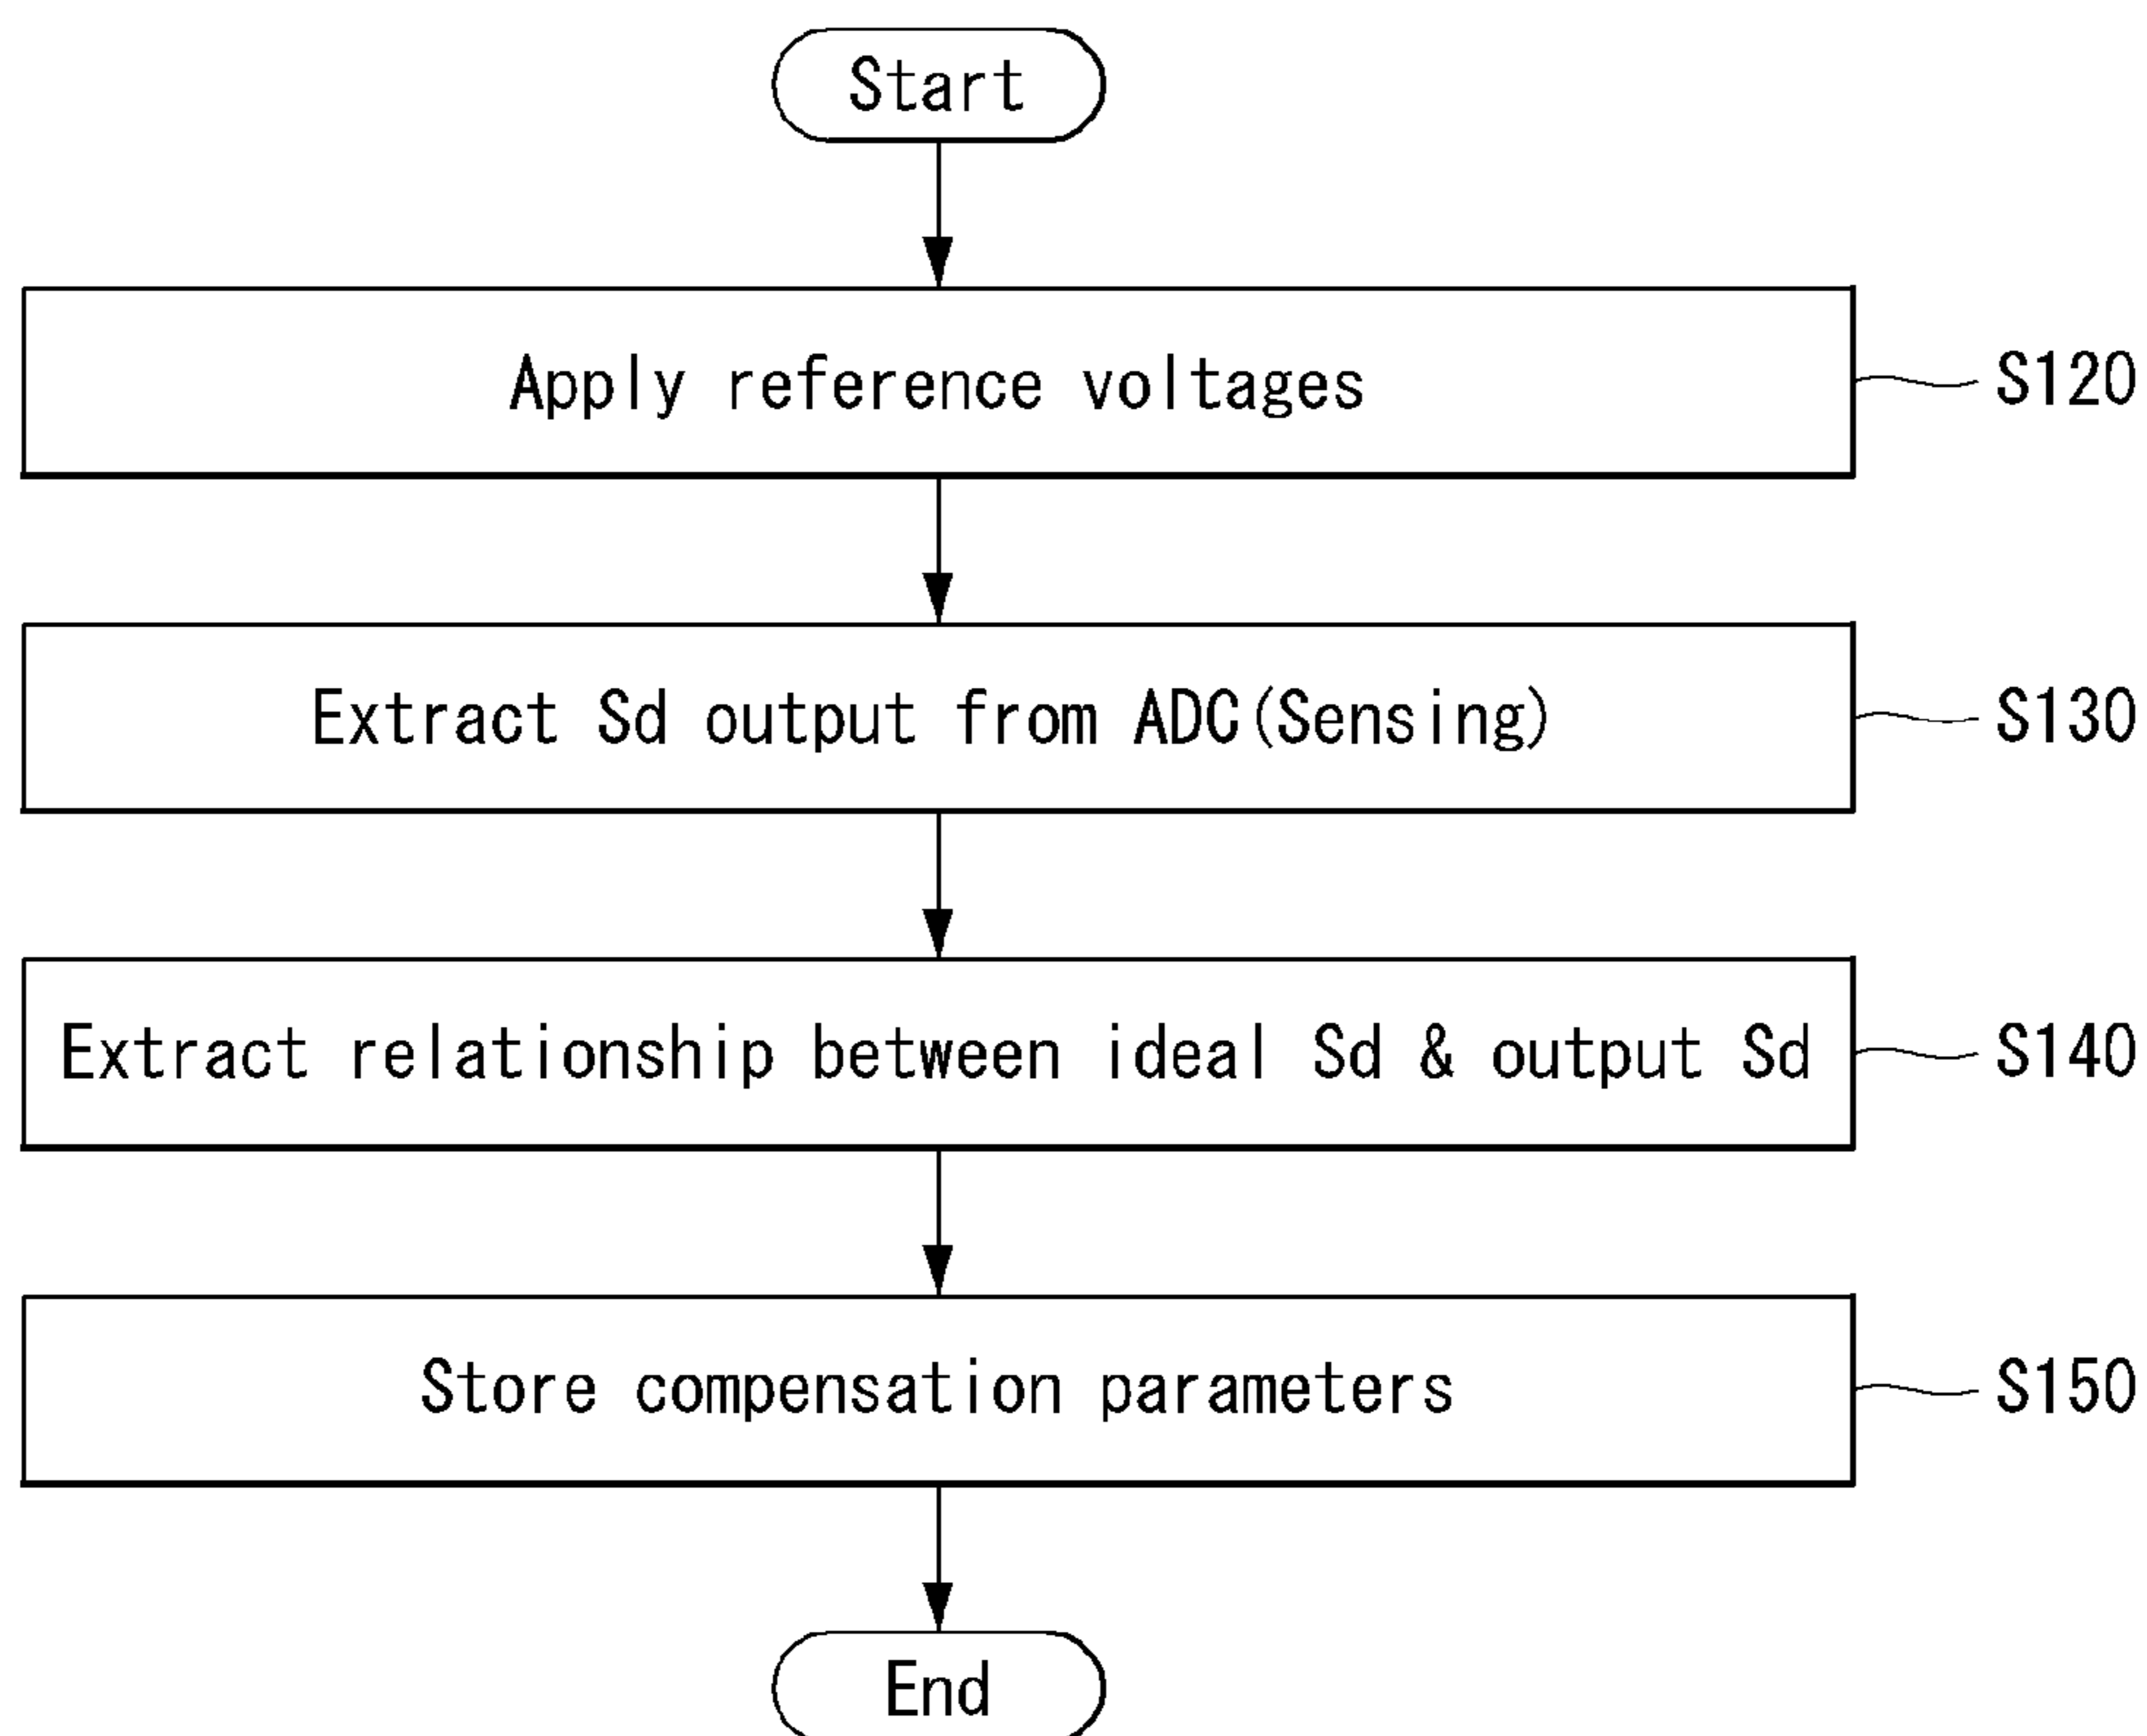 Start
Apply reference voltages
S120
Extract Sd output from ADC(Sensing)
S130
Extract relationship between ideal Sd & output Sd
S140
Store compensation parameters
S150
End